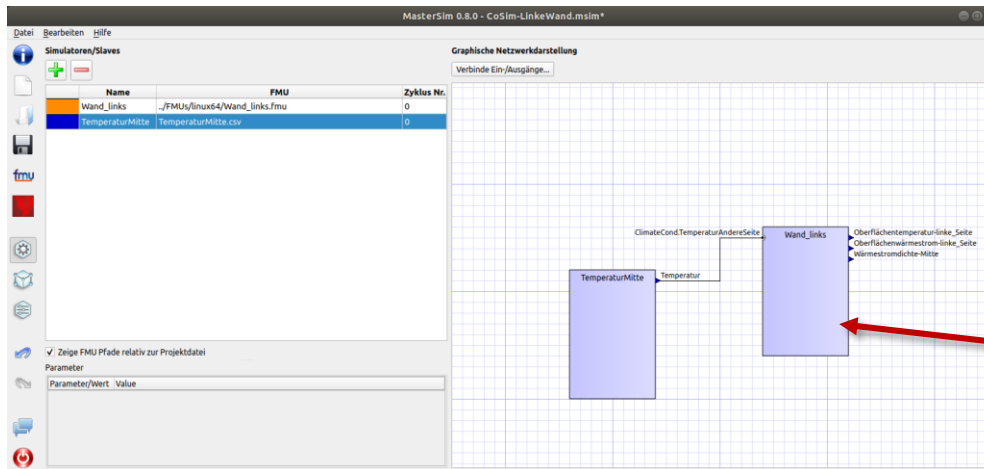 MasterSim 0.8.0 - CoSim-LinkeWand.msim*
Datei Bearbeiten Hilfe
Simulatoren/Slaves
Graphische Netzwerkdarstellung
Verbinde Ein-/Ausgänge...
Name FMU Zyklus Nr.
Wand_links ../FMUs/linux64/Wand_links.fmu 0
TemperaturMitte TemperaturMitte.csv 0
fmu
ClimateCond.TemperaturAndereSeite
Wand_links
Oberflächentemperatur-linke_Seite
Oberflächenwärmestrom-linke_Seite
Wärmestromdichte-Mitte
TemperaturMitte
Temperatur
Zeige FMU Pfade relativ zur Projektdatei
Parameter
Parameter/Wert Value